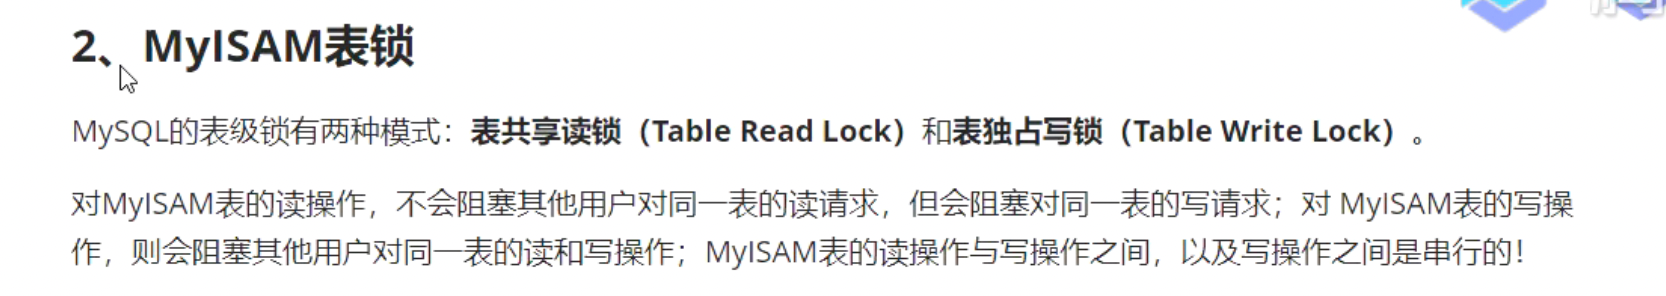 2、MyISAM表锁
MySQL的表级锁有两种模式：表共享读锁（Table Read Lock）和表独占写锁（Table Write Lock）。
对MyISAM表的读操作，不会阻塞其他用户对同一表的读请求，但会阻塞对同一表的写请求；对 MyISAM表的写操
作，则会阻塞其他用户对同一表的读和写操作；MyISAM表的读操作与写操作之间，以及写操作之间是串行的！